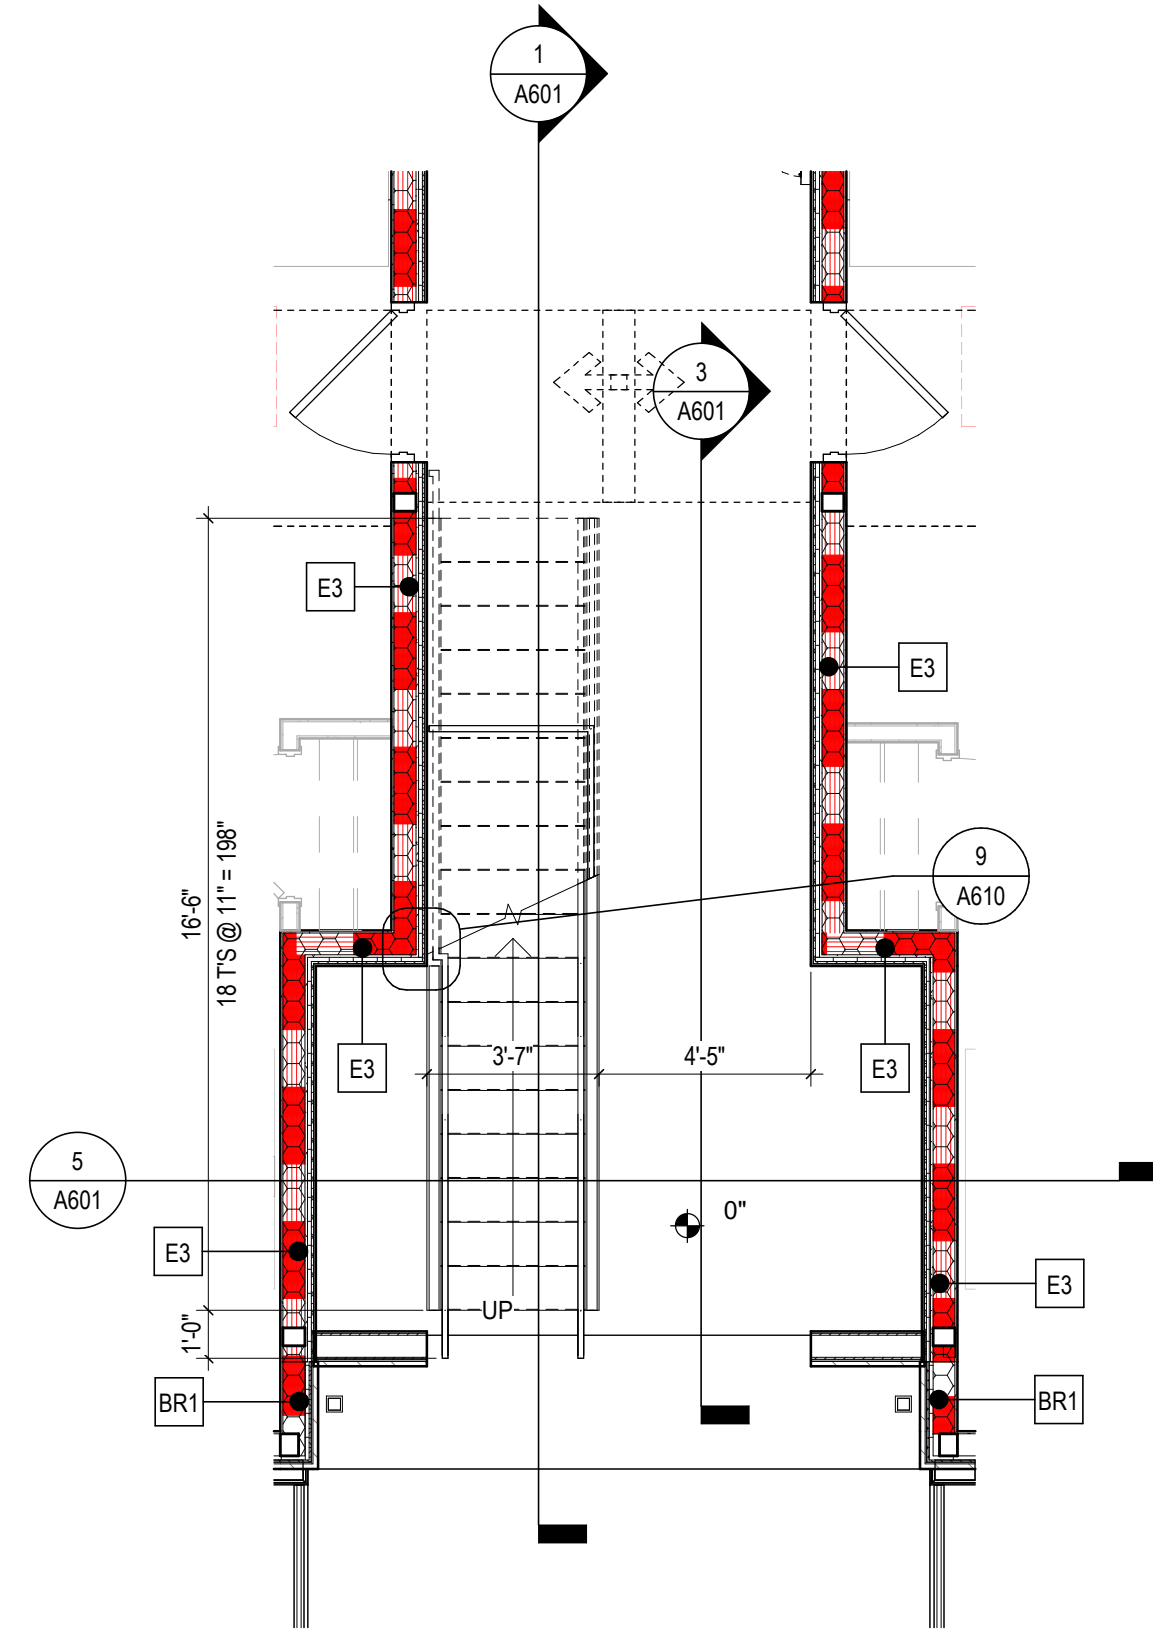 1
A601
3
A601
E3
E3
16'-6"
18 T'S @ 11" = 198"
9
A610
E3
3'-7"
4'-5"
E3
5
A601
0"
E3
E3
UP
1'-0"
BR1
BR1